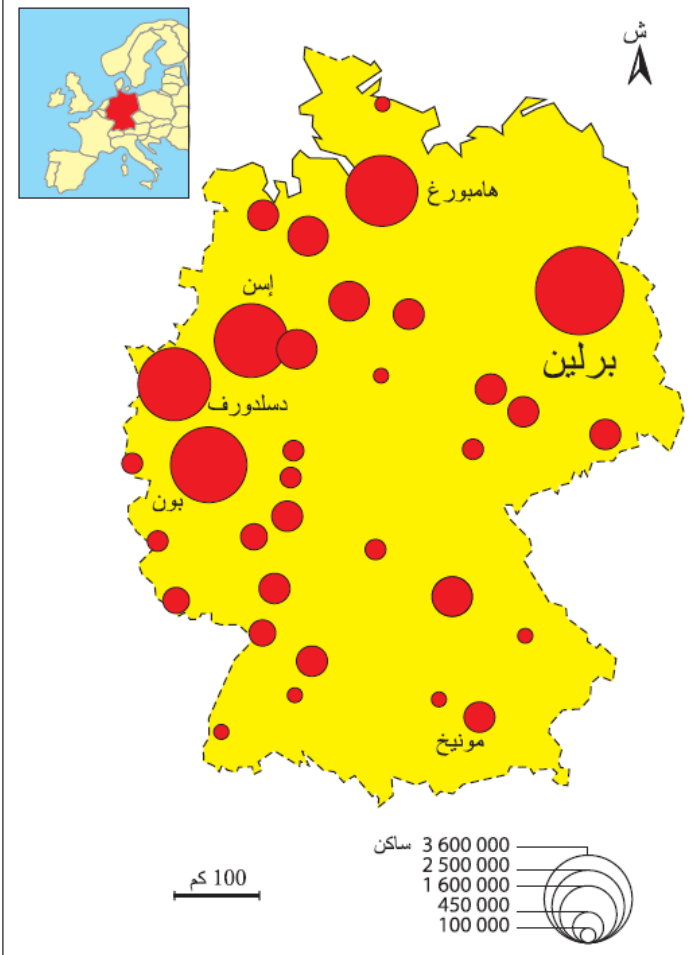 ش
هامبورغ
إسن
برلين
دسلدورف
بون
مونيخ
100 كم
3 600 000 ساكن
2 500 000
1 600 000
450 000
100 000